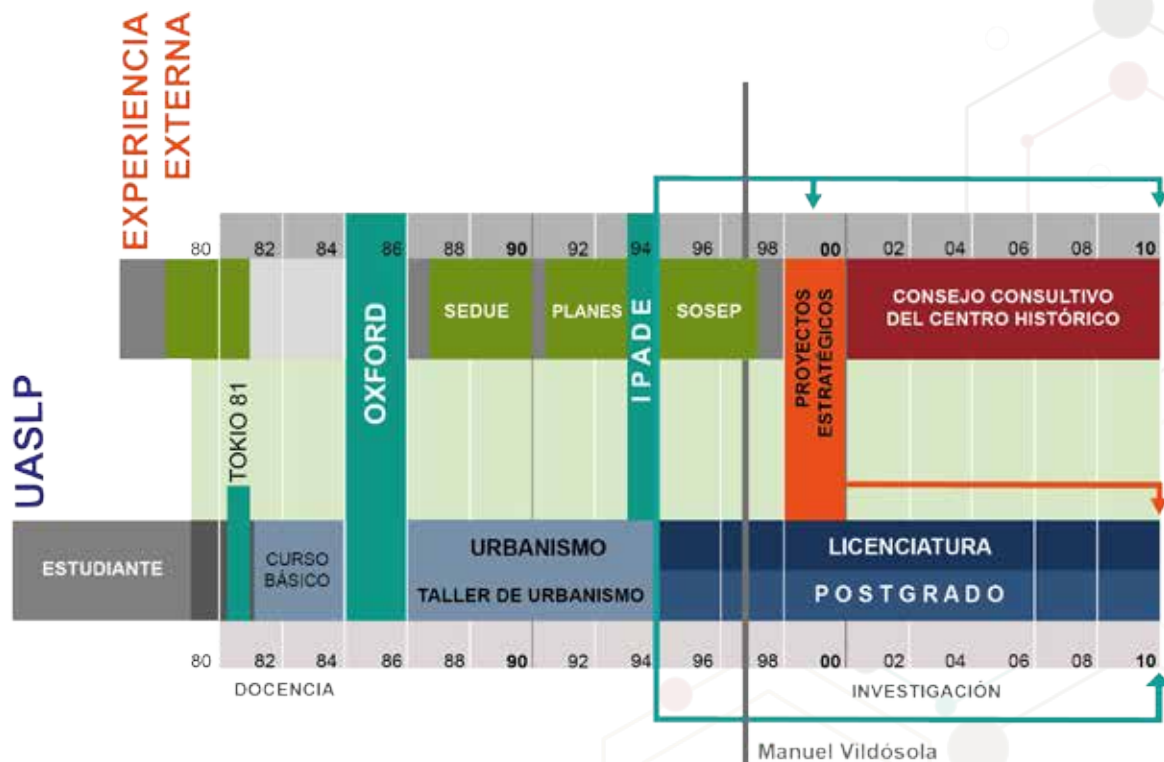 EXPERIENCIA
EXTERNA
80 82 84 86 88 90 92 94 96 98 00 02 04 06 08 10
SEDUE
PLANES
SOSEP
CONSEJO CONSULTIVO
DEL CENTRO HISTÓRICO
OXFORD
IPADE
PROYECTOS
ESTRATÉGICOS
UASLP
TOKIO 81
ESTUDIANTE
CURSO
BÁSICO
URBANISMO
TALLER DE URBANISMO
LICENCIATURA
POSTGRADO
80 82 84 86 88 90 92 94 96 98 00 02 04 06 08 10
DOCENCIA
INVESTIGACIÓN
Manuel Vildósola